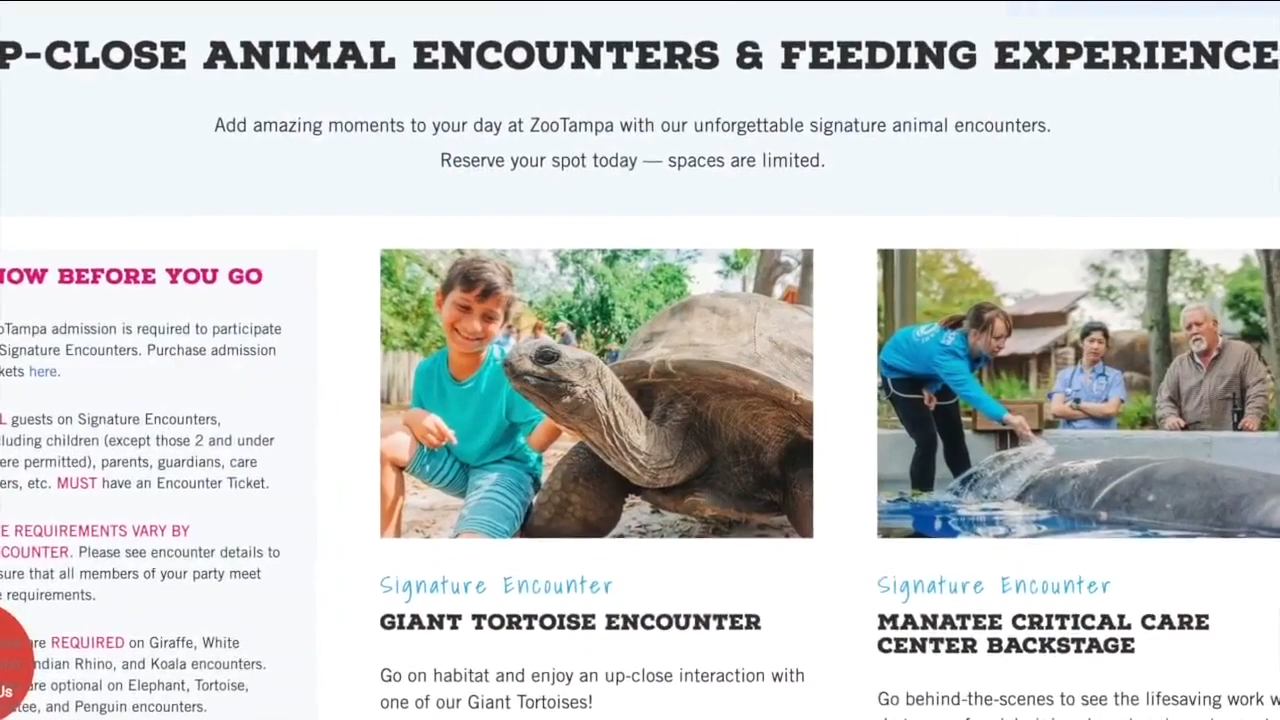 P-CLOSE ANIMAL ENCOUNTERS & FEEDING EXPERIENCE
Add amazing moments to your day at ZooTampa with our unforgettable signature animal encounters.
Reserve your spot today — spaces are limited.
NOW BEFORE YOU GO
oTampa admission is required to participate
Signature Encounters. Purchase admission
kets here.
L guests on Signature Encounters,
cluding children (except those 2 and under
ere permitted), parents, guardians, care
ers, etc. MUST have an Encounter Ticket.
E REQUIREMENTS VARY BY
COUNTER. Please see encounter details to
sure that all members of your party meet
e requirements.
are REQUIRED on Giraffe, White
Indian Rhino, and Koala encounters.
are optional on Elephant, Tortoise,
tee, and Penguin encounters.
Us
Signature Encounter
GIANT TORTOISE ENCOUNTER
Go on habitat and enjoy an up-close interaction with
one of our Giant Tortoises!
Signature Encounter
MANATEE CRITICAL CARE
CENTER BACKSTAGE
Go behind-the-scenes to see the lifesaving work w